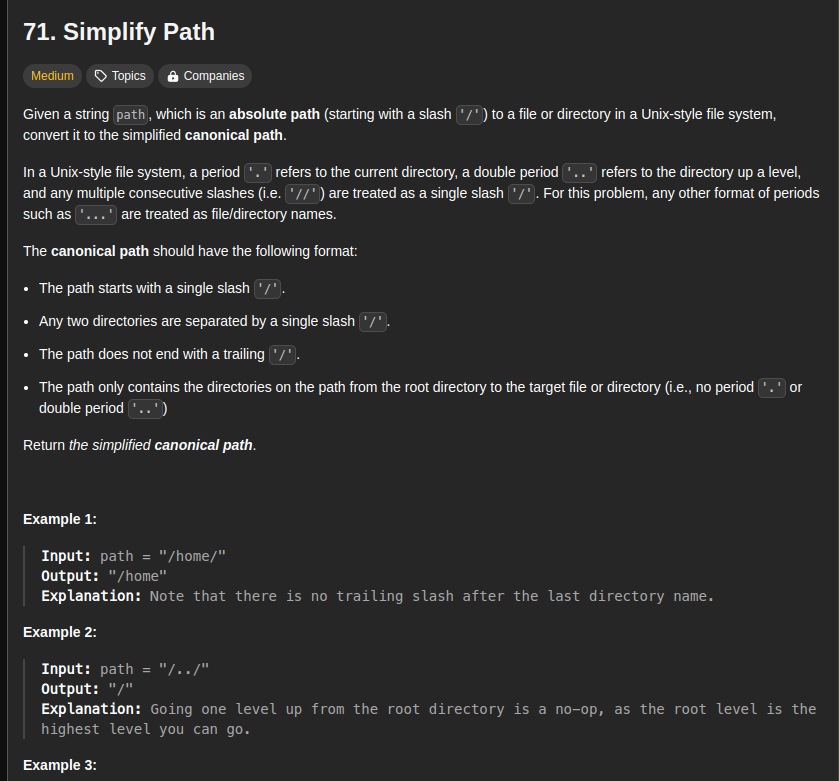 71. Simplify Path
Medium Topics Companies
Given a string path, which is an absolute path (starting with a slash '/') to a file or directory in a Unix-style file system,
convert it to the simplified canonical path.
In a Unix-style file system, a period '.' refers to the current directory, a double period '..' refers to the directory up a level,
and any multiple consecutive slashes (i.e. '//') are treated as a single slash '/'. For this problem, any other format of periods
such as '...' are treated as file/directory names.
The canonical path should have the following format:
• The path starts with a single slash '/'.
• Any two directories are separated by a single slash '/'.
• The path does not end with a trailing '/'.
• The path only contains the directories on the path from the root directory to the target file or directory (i.e., no period '.' or
double period '..')
Return the simplified canonical path.
Example 1:
Input: path = "/home/"
Output: "/home"
Explanation: Note that there is no trailing slash after the last directory name.
Example 2:
Input: path = "/../"
Output: "/"
Explanation: Going one level up from the root directory is a no-op, as the root level is the
highest level you can go.
Example 3: